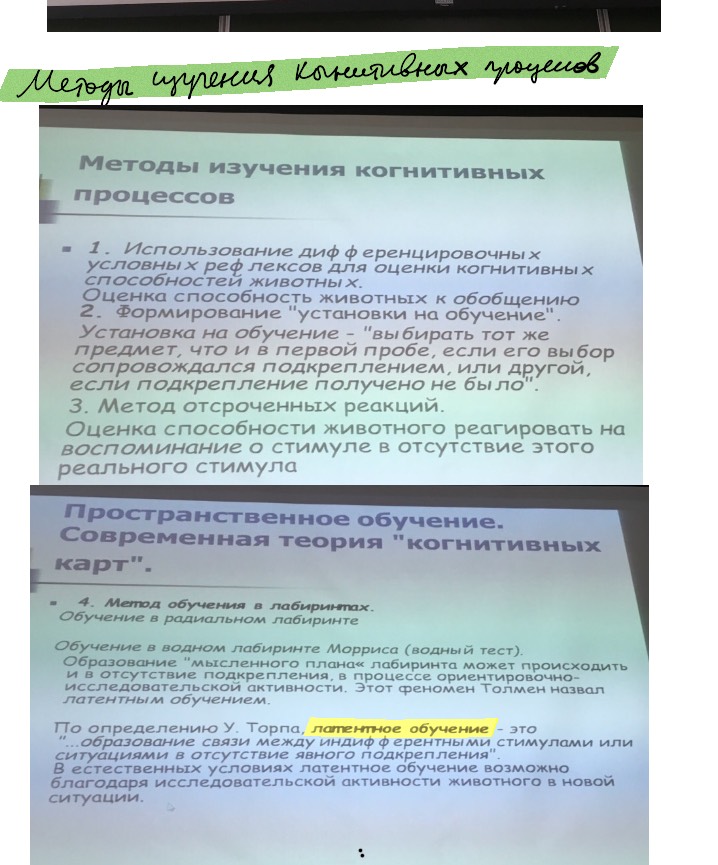 Методы изучения когнитивных процессов
Методы изучения когнитивных
процессов
1. Использование дифференцировочных
условных рефлексов для оценки когнитивных
способностей животных.
Оценка способность животных к обобщению
2. Формирование "установки на обучение".
Установка на обучение - "выбирать тот же
предмет, что и в первой пробе, если его выбор
сопровождался подкреплением, или другой,
если подкрепление получено не было".
3. Метод отсроченных реакций.
Оценка способности животного реагировать на
воспоминание о стимуле в отсутствие этого
реального стимула
Пространственное обучение.
Современная теория "когнитивных
карт".
4. Метод обучения в лабиринтах.
Обучение в радиальном лабиринте
Обучение в водном лабиринте Морриса (водный тест).
Образование "мысленного плана« лабиринта может происходить
и в отсутствие подкрепления, в процессе ориентировочно-
исследовательской активности. Этот феномен Толмен назвал
латентным обучением.
По определению У. Торпа, латентное обучение - это
"...образование связи между индифферентными стимулами или
ситуациями в отсутствие явного подкрепления".
В естественных условиях латентное обучение возможно
благодаря исследовательской активности животного в новой
ситуации.